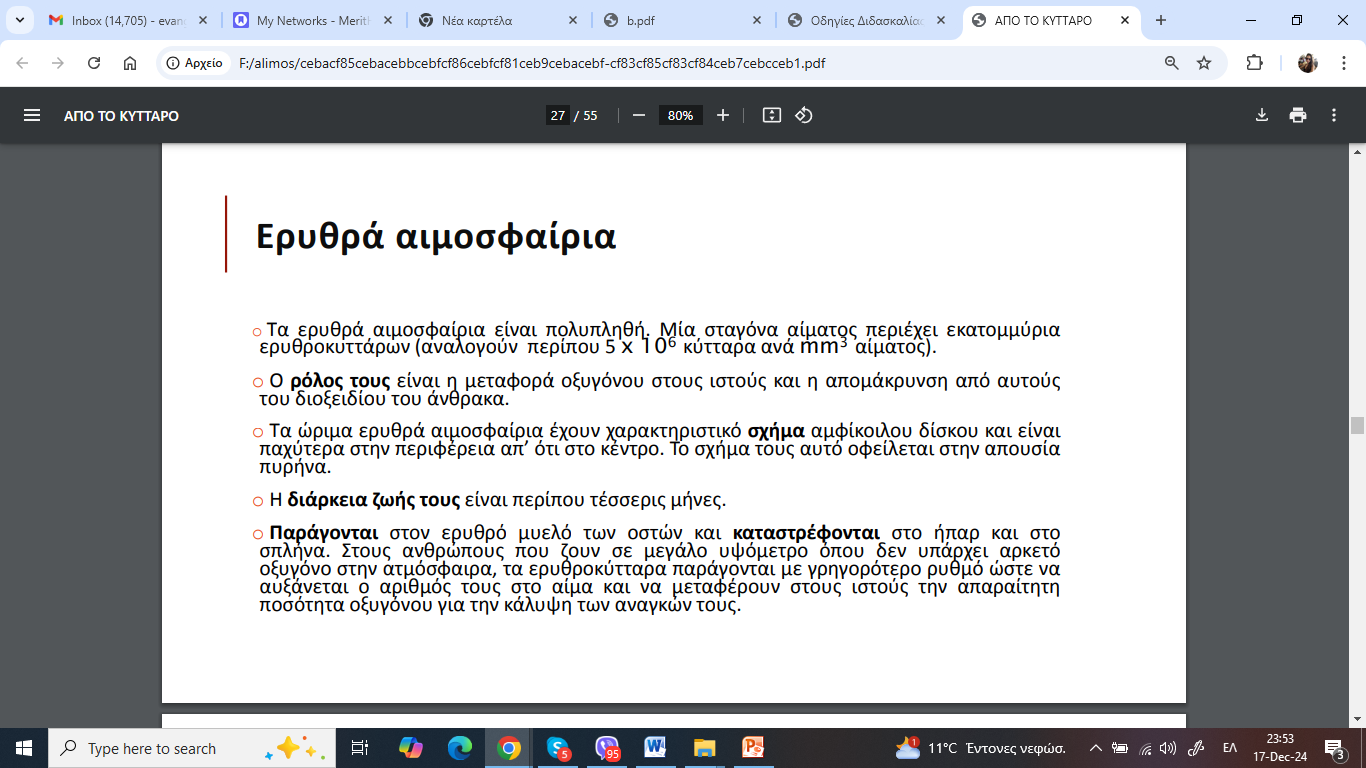 Inbox (14,705) - evan
My Networks - Merith
Νέα καρτέλα
b.pdf
Οδηγίες Διδασκαλία
ΑΠΟ ΤΟ ΚΥΤΤΑΡΟ
Αρχείο
F:/alimos/cebacf85cebacebbcebfcf86cebfcf81ceb9cebacebf-cf83cf85cf83cf84ceb7cebcceb1.pdf
ΑΠΟ ΤΟ ΚΥΤΤΑΡΟ
27 / 55
80%
Ερυθρά αιμοσφαίρια
Τα ερυθρά αιμοσφαίρια είναι πολυπληθή. Μία σταγόνα αίματος περιέχει εκατομμύρια
ερυθροκυττάρων (αναλογούν περίπου 5 x 10⁶ κύτταρα ανά mm³ αίματος).
Ο ρόλος τους είναι η μεταφορά οξυγόνου στους ιστούς και η απομάκρυνση από αυτούς
του διοξειδίου του άνθρακα.
Τα ώριμα ερυθρά αιμοσφαίρια έχουν χαρακτηριστικό σχήμα αμφίκοιλου δίσκου και είναι
παχύτερα στην περιφέρεια απ’ ότι στο κέντρο. Το σχήμα τους αυτό οφείλεται στην απουσία
πυρήνα.
Η διάρκεια ζωής τους είναι περίπου τέσσερις μήνες.
Παράγονται στον ερυθρό μυελό των οστών και καταστρέφονται στο ήπαρ και στο
σπλήνα. Στους ανθρώπους που ζουν σε μεγάλο υψόμετρο όπου δεν υπάρχει αρκετό
οξυγόνο στην ατμόσφαιρα, τα ερυθροκύτταρα παράγονται με γρηγορότερο ρυθμό ώστε να
αυξάνεται ο αριθμός τους στο αίμα και να μεταφέρουν στους ιστούς την απαραίτητη
ποσότητα οξυγόνου για την κάλυψη των αναγκών τους.
Type here to search
5
95
1
11°C Έντονες νεφώσ.
ΕΛ
23:53
17-Dec-24
3